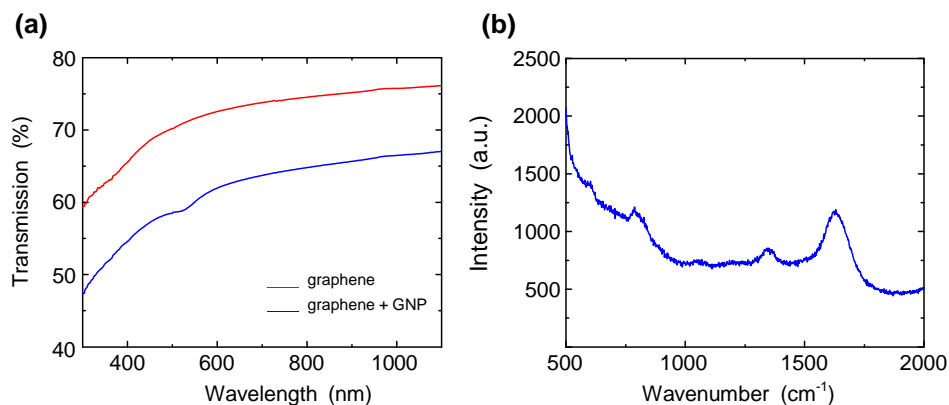 (a)
80
70
60
50
40
Transmission (%)
graphene
graphene + GNP
400 600 800 1000
Wavelength (nm)
(b)
2500
2000
1500
1000
500
Intensity (a.u.)
500 1000 1500 2000
Wavenumber (cm⁻¹)